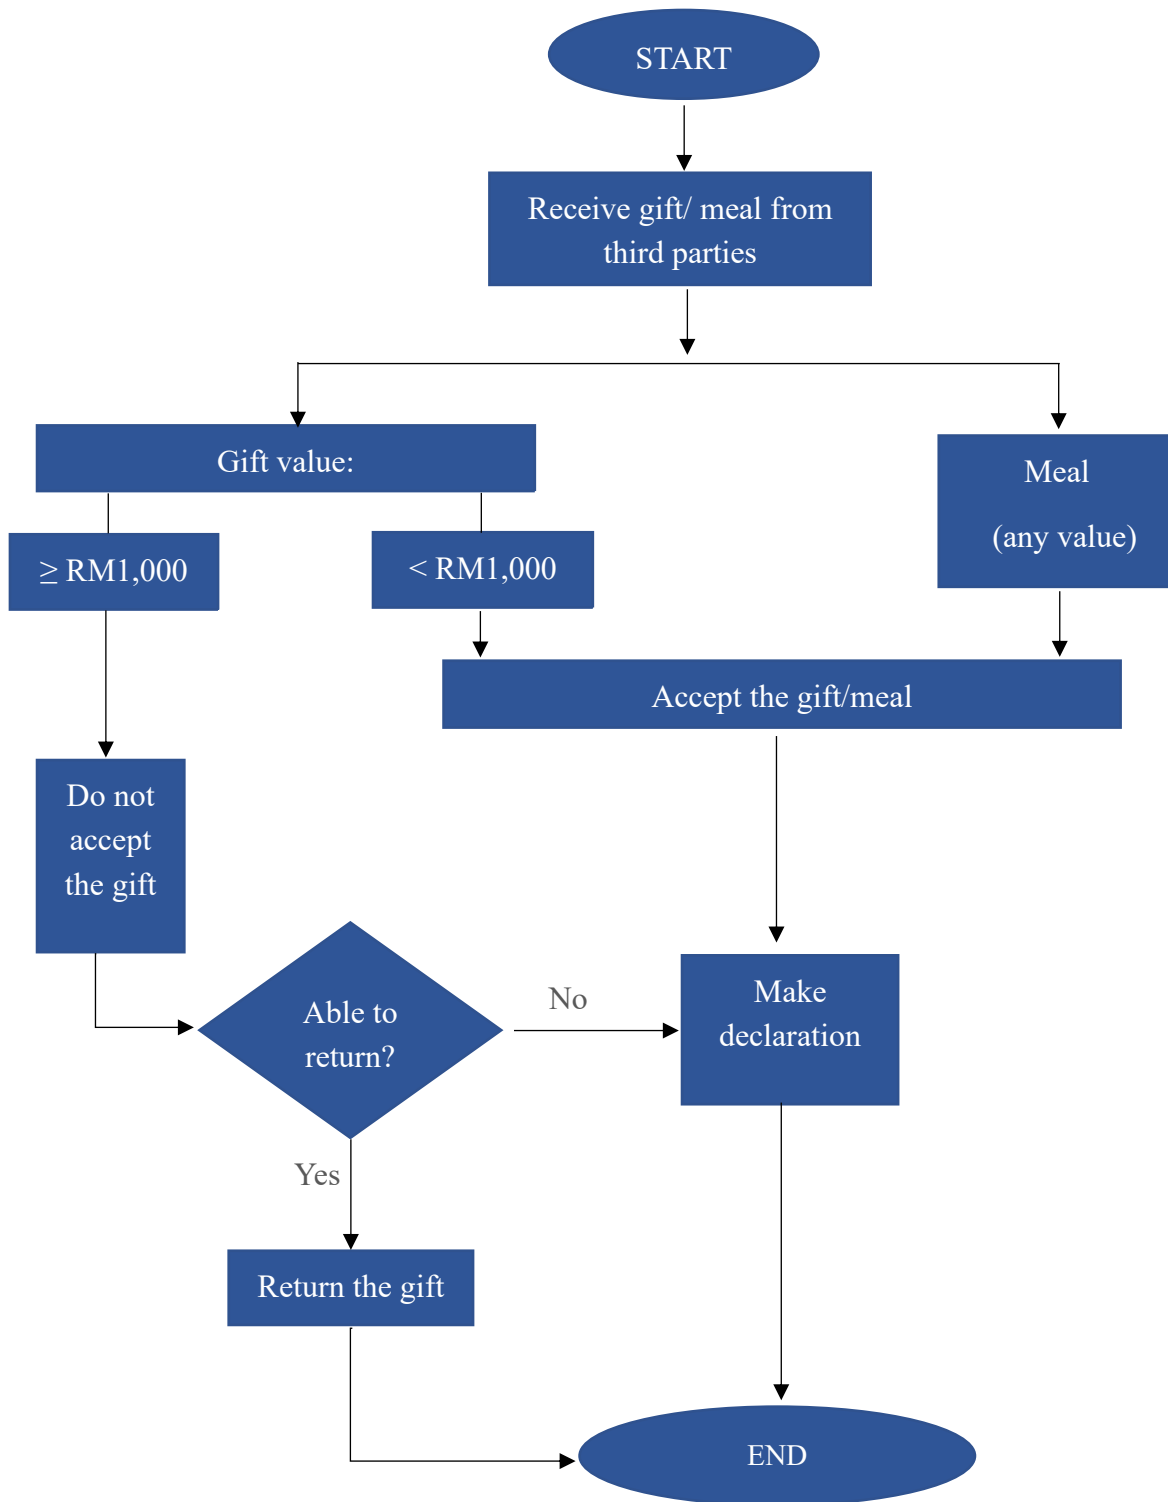 START
Receive gift/ meal from
third parties
Gift value:
Meal
(any value)
≥ RM1,000
< RM1,000
Accept the gift/meal
Do not
accept
the gift
Able to
return?
No
Make
declaration
Yes
Return the gift
END